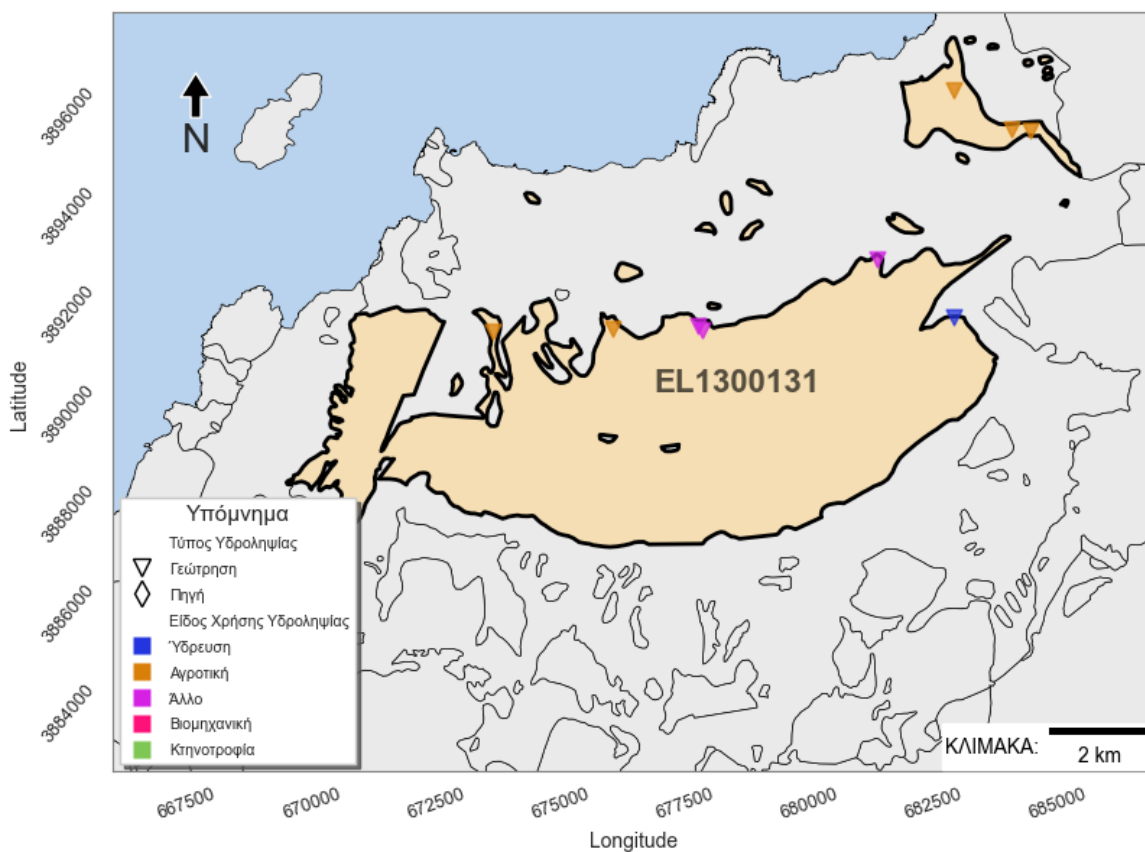 N
3896000
3894000
3892000
3890000
3888000
3886000
3884000
Latitude
EL1300131
Υπόμνημα
Τύπος Υδροληψίας
Γεώτρηση
Πηγή
Είδος Χρήσης Υδροληψίας
Ύδρευση
Αγροτική
Άλλο
Βιομηχανική
Κτηνοτροφία
ΚΛΙΜΑΚΑ:
2 km
667500
670000
672500
675000
677500
680000
682500
685000
Longitude